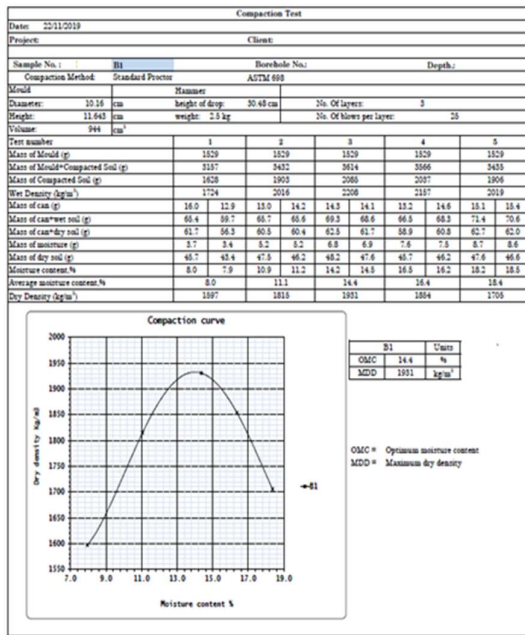 Compaction Test
Date: 22/11/2019
Project: Client:
Sample No. : B1 Borehole No.: Depth.:
Compaction Method: Standard Proctor ASTM 698
Mould Hammer
Diameter: 10.16 cm height of drop: 30.48 cm No. Of layers: 3
Height: 11.643 cm weight: 2.5 kg No. Of blows per layer: 25
Volume: 944 cm³
Test number 1 2 3 4 5
Mass of Mould (g) 1529 1529 1529 1529 1529
Mass of Mould+Compacted Soil (g) 3157 3432 3614 3566 3435
Mass of Compacted Soil (g) 1628 1903 2085 2037 1906
Wet Density (kg/m³) 1724 2016 2208 2157 2019
Mass of can (g) 16.0 12.9 13.0 14.2 14.3 14.1 13.2 14.6 15.1 15.4
Mass of can+wet soil (g) 65.4 59.7 65.7 65.6 69.3 68.6 66.5 68.3 71.4 70.6
Mass of can+dry soil (g) 61.7 56.3 60.5 60.4 62.5 61.7 58.9 60.8 62.7 62.0
Mass of moisture (g) 3.7 3.4 5.2 5.2 6.8 6.9 7.6 7.5 8.7 8.6
Mass of dry soil (g) 45.7 43.4 47.5 46.2 48.2 47.6 45.7 46.2 47.6 46.6
Moisture content,% 8.0 7.9 10.9 11.2 14.2 14.5 16.5 16.2 18.2 18.5
Average moisture content,% 8.0 11.1 14.4 16.4 18.4
Dry Density (kg/m³) 1597 1815 1931 1854 1705
Compaction curve
B1 Units
OMC 14.4 %
MDD 1931 kg/m³
OMC = Optimum moisture content
MDD = Maximum dry density
Dry density Kg/m3
2000
1950
1900
1850
1800
1750
1700
1650
1600
1550
B1
7.0 9.0 11.0 13.0 15.0 17.0 19.0
Moisture content %